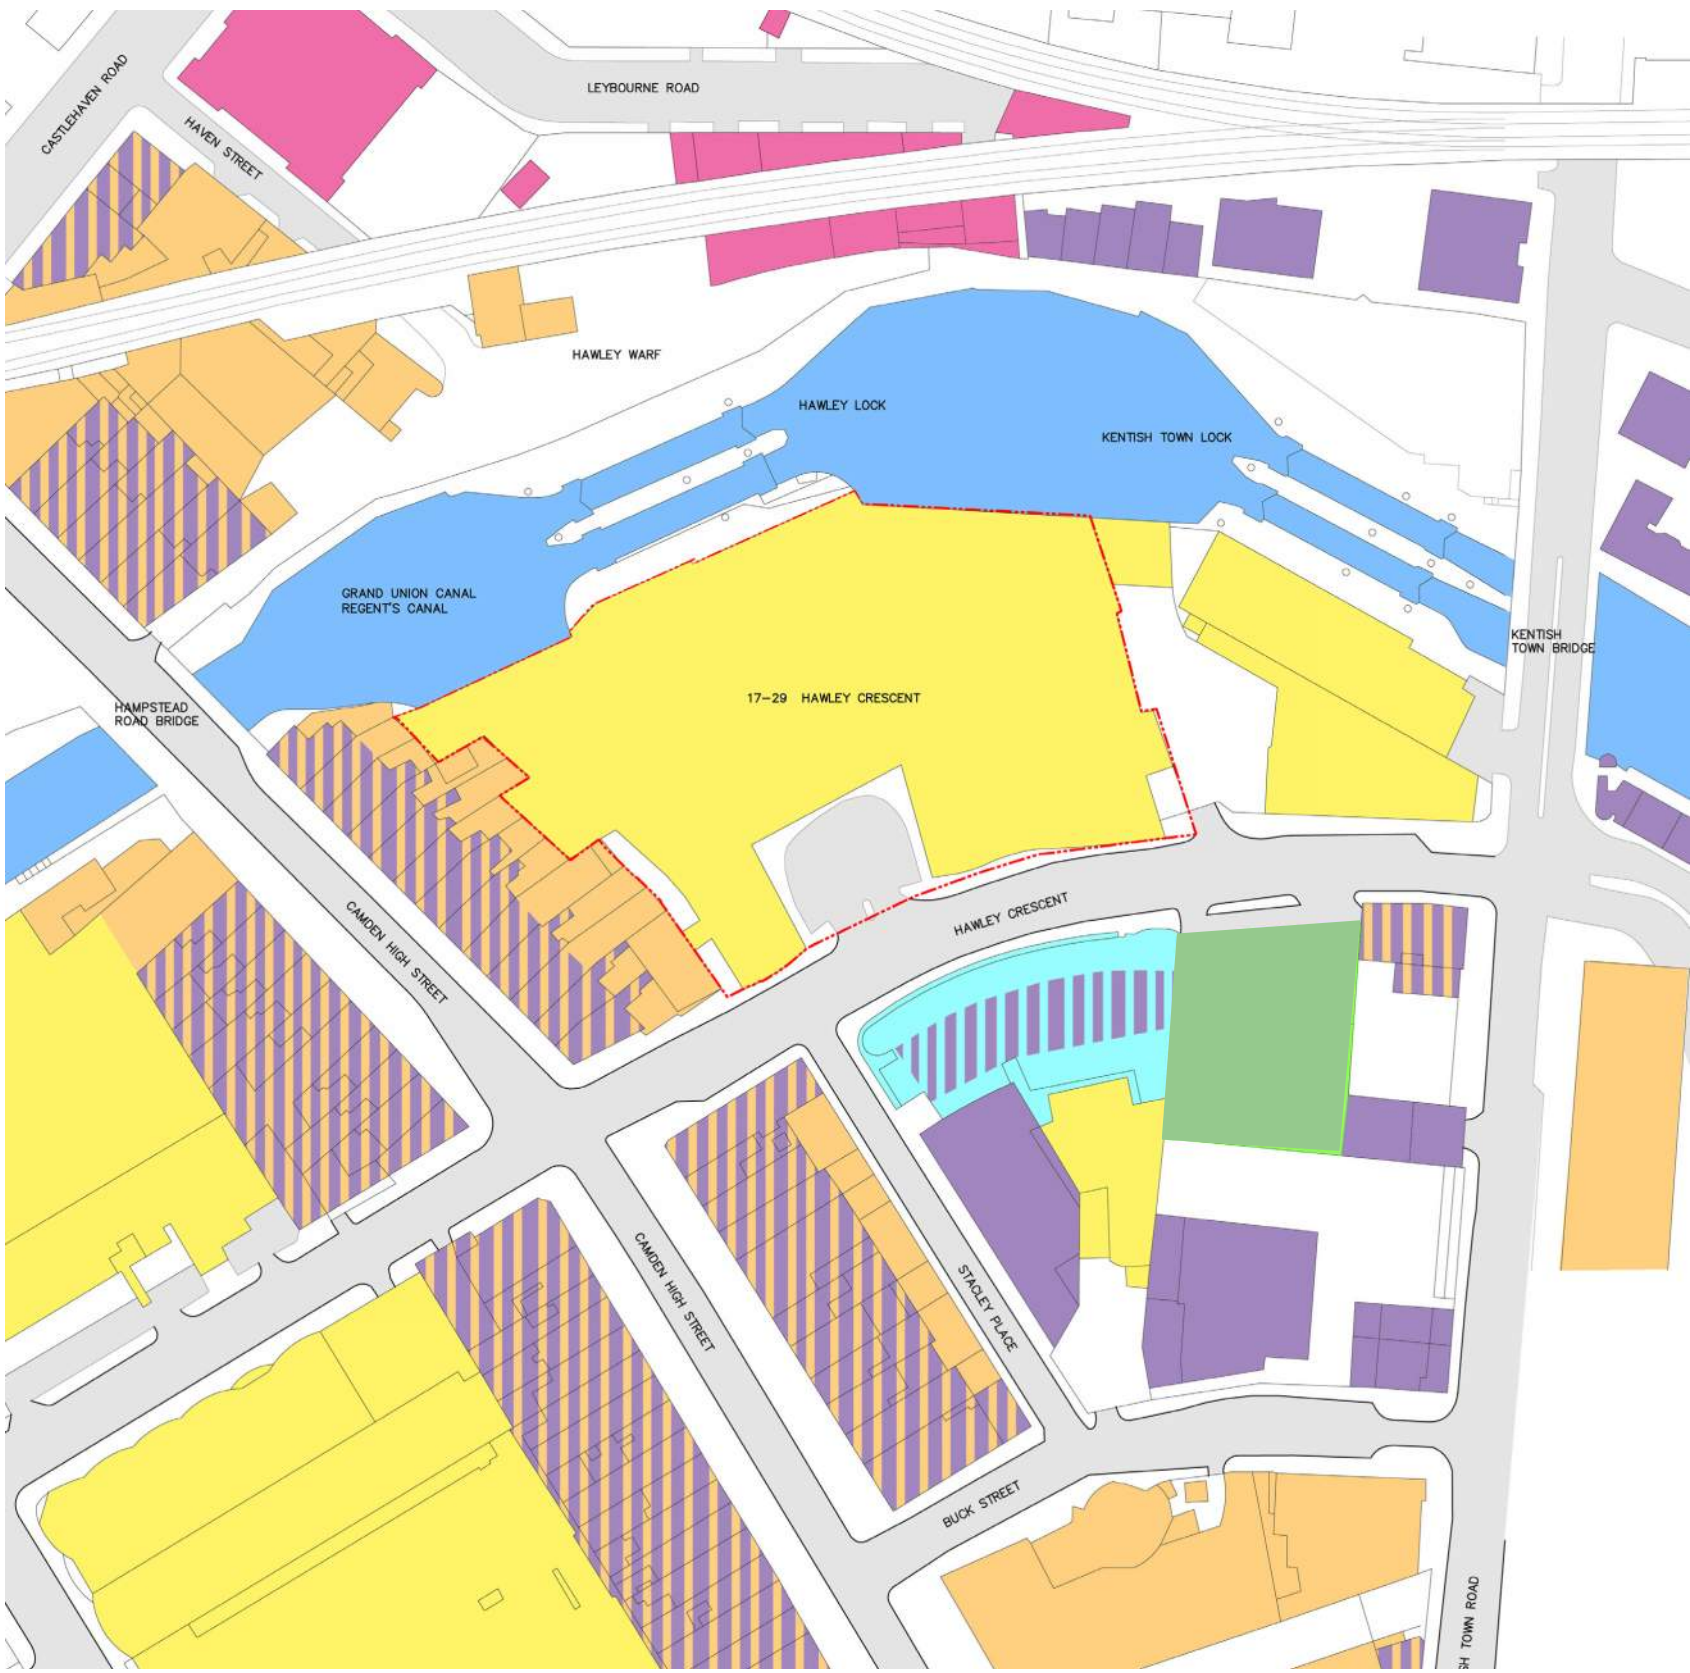 CASTLEHAVEN ROAD
HAVEN STREET
LEYBOURNE ROAD
HAWLEY WARF
HAWLEY LOCK
KENTISH TOWN LOCK
GRAND UNION CANAL
REGENT'S CANAL
KENTISH
TOWN BRIDGE
HAMPSTEAD
ROAD BRIDGE
17-29 HAWLEY CRESCENT
CAMDEN HIGH STREET
HAWLEY CRESCENT
CAMDEN HIGH STREET
STACLEY PLACE
BUCK STREET
SH TOWN ROAD